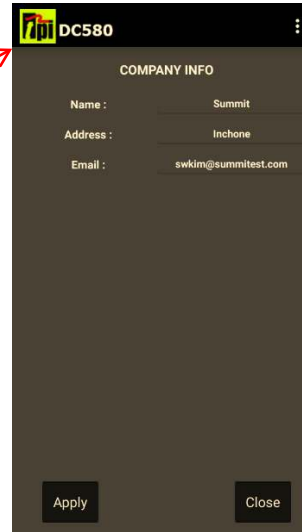 TPI DC580
COMPANY INFO
Name : Summit
Address : Inchone
Email : swkim@summitest.com
Apply Close